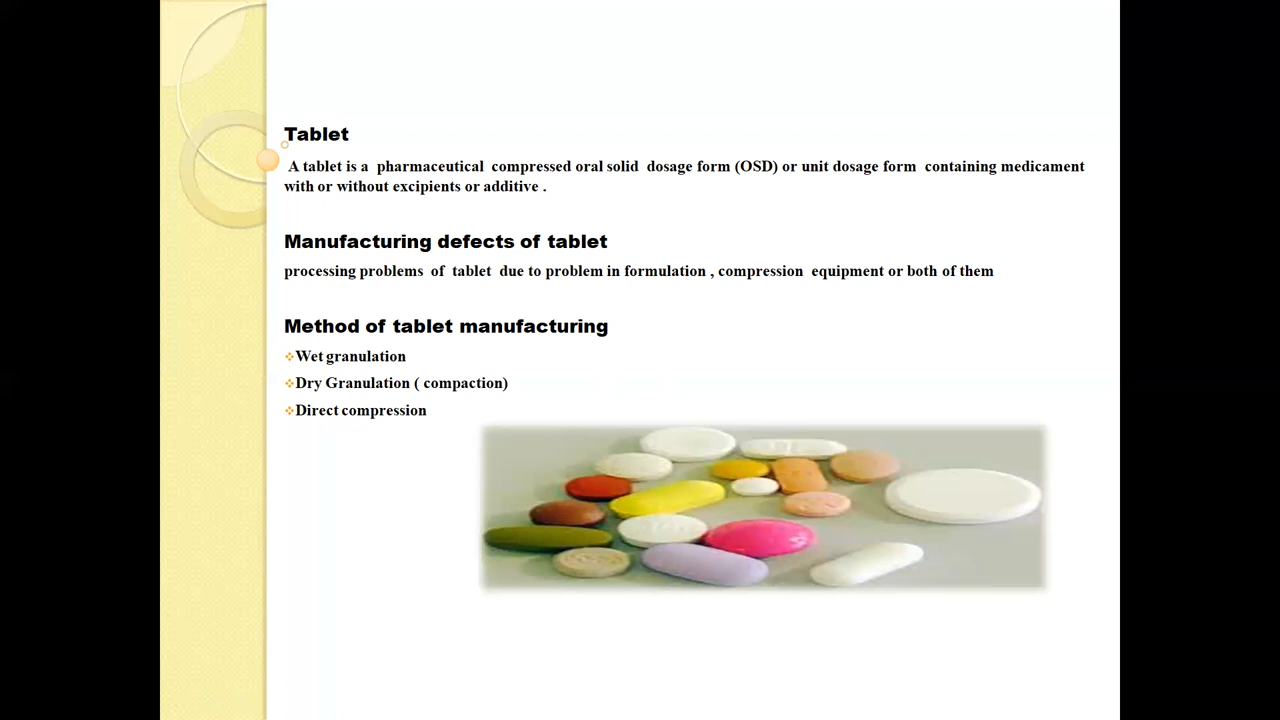 Tablet
A tablet is a pharmaceutical compressed oral solid dosage form (OSD) or unit dosage form containing medicament
with or without excipients or additive .
Manufacturing defects of tablet
processing problems of tablet due to problem in formulation , compression equipment or both of them
Method of tablet manufacturing
❖Wet granulation
❖Dry Granulation ( compaction)
❖Direct compression